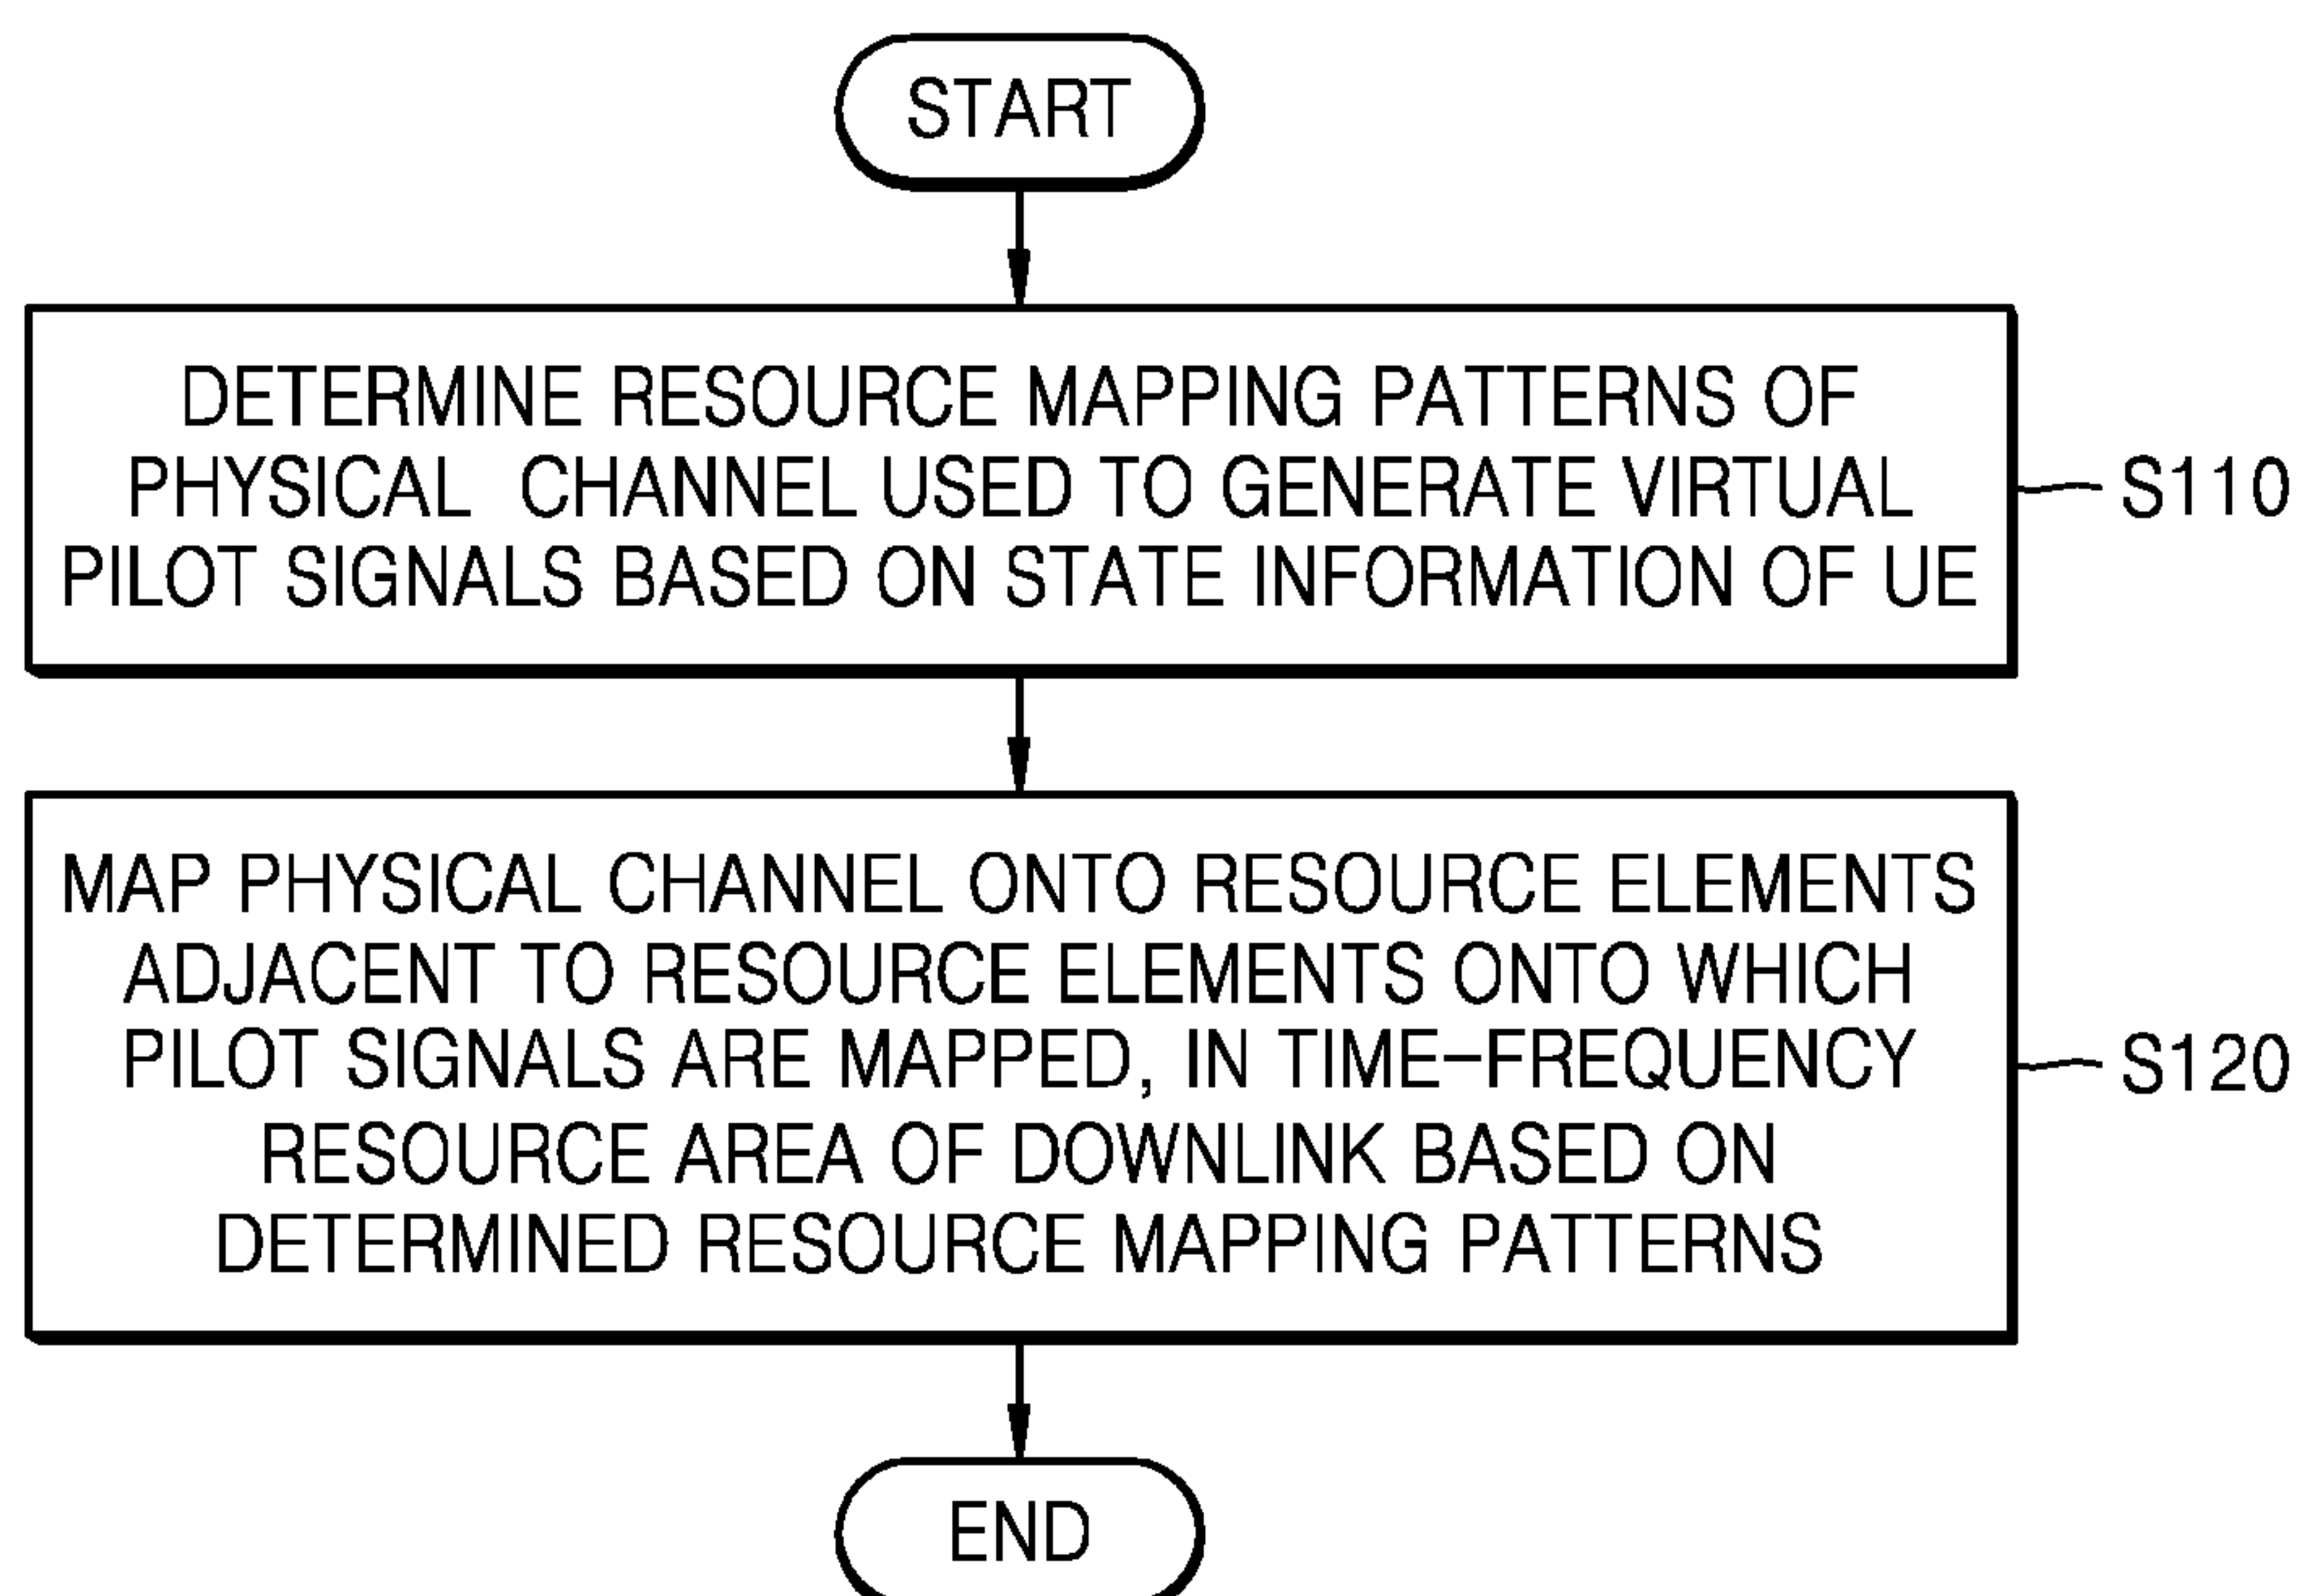 START
DETERMINE RESOURCE MAPPING PATTERNS OF
PHYSICAL CHANNEL USED TO GENERATE VIRTUAL
PILOT SIGNALS BASED ON STATE INFORMATION OF UE
S110
MAP PHYSICAL CHANNEL ONTO RESOURCE ELEMENTS
ADJACENT TO RESOURCE ELEMENTS ONTO WHICH
PILOT SIGNALS ARE MAPPED, IN TIME-FREQUENCY
RESOURCE AREA OF DOWNLINK BASED ON
DETERMINED RESOURCE MAPPING PATTERNS
S120
END